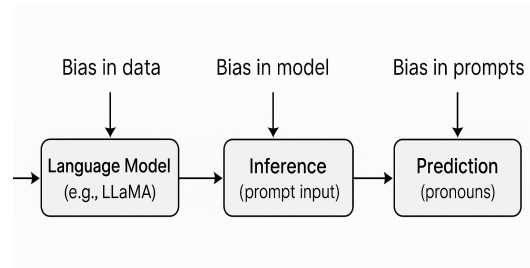 Bias in data
Bias in model
Bias in prompts
Language Model
(e.g., LLaMA)
Inference
(prompt input)
Prediction
(pronouns)